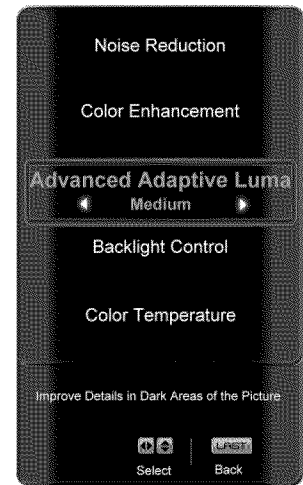 Noise Reduction
Color Enhancement
Advanced Adaptive Luma
Medium
Backlight Control
Color Temperature
Improve Details in Dark Areas of the Picture
LAST
Select Back